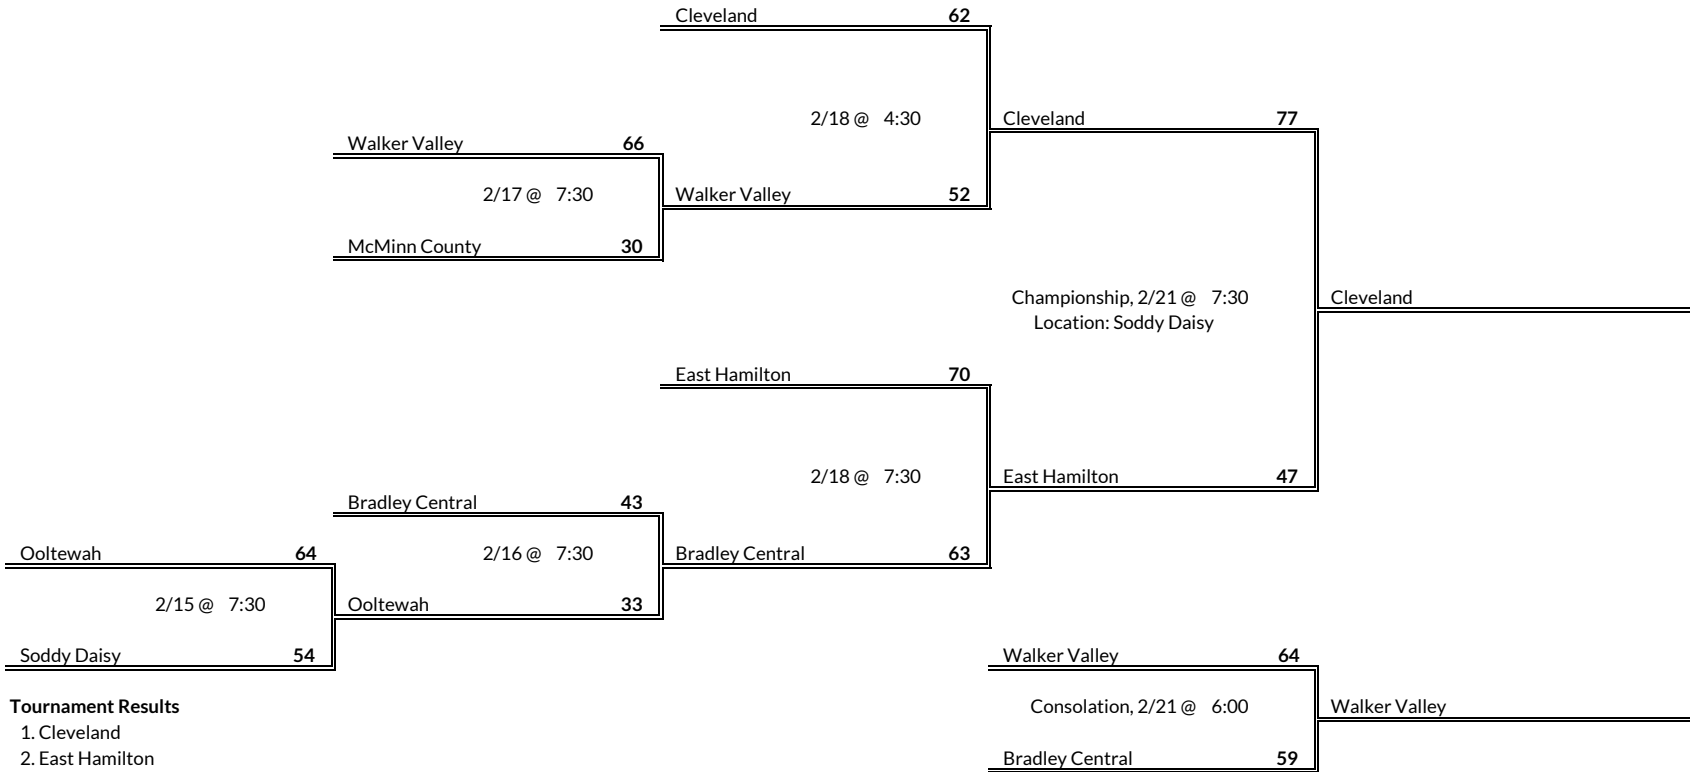 Cleveland 62
2/18 @ 4:30
Cleveland 77
Walker Valley 66
2/17 @ 7:30
Walker Valley 52
McMinn County 30
Championship, 2/21 @ 7:30
Location: Soddy Daisy
Cleveland
East Hamilton 70
2/18 @ 7:30
East Hamilton 47
Bradley Central 43
Ooltewah 64
2/16 @ 7:30
Bradley Central 63
2/15 @ 7:30
Ooltewah 33
Soddy Daisy 54
Walker Valley 64
Consolation, 2/21 @ 6:00
Walker Valley
Bradley Central 59
Tournament Results
1. Cleveland
2. East Hamilton